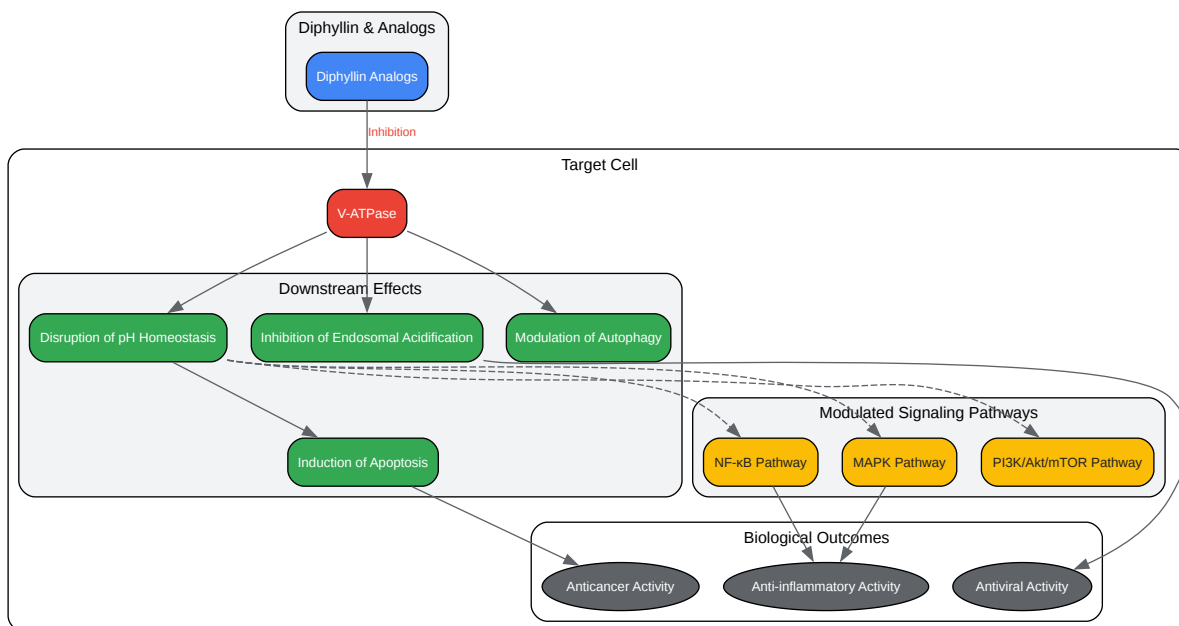 Diphyllin & Analogs
Diphyllin Analogs
Inhibition
Target Cell
V-ATPase
Downstream Effects
Disruption of pH Homeostasis
Inhibition of Endosomal Acidification
Modulation of Autophagy
Modulated Signaling Pathways
Induction of Apoptosis
NF-κB Pathway
MAPK Pathway
PI3K/Akt/mTOR Pathway
Biological Outcomes
Anticancer Activity
Anti-inflammatory Activity
Antiviral Activity